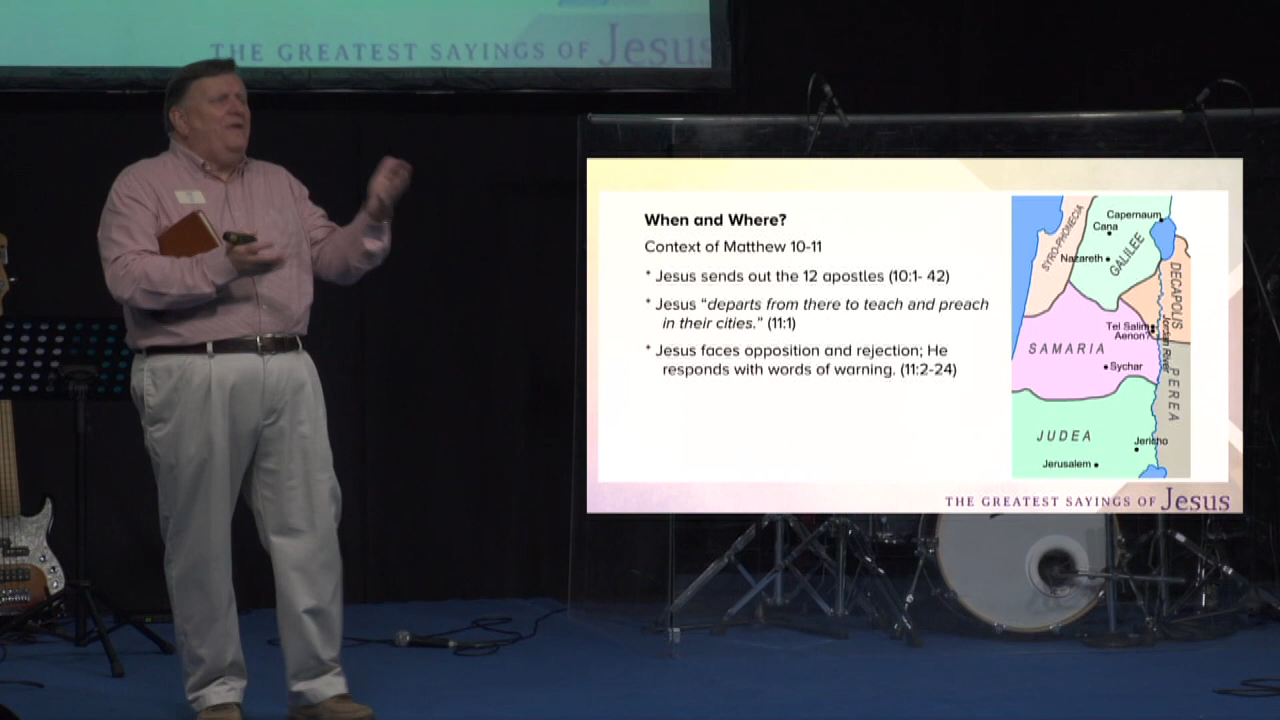 THE GREATEST SAYINGS OF Jesus
When and Where?
Context of Matthew 10-11
* Jesus sends out the 12 apostles (10:1- 42)
* Jesus “departs from there to teach and preach
in their cities.” (11:1)
* Jesus faces opposition and rejection; He
responds with words of warning. (11:2-24)
SYRO-PHONECIA
Capernaum
Cana
GALILEE
Nazareth
DECAPOLIS
Tel Salim
Aenon?
Jordan River
SAMARIA
Sychar
PEREA
JUDEA
Jericho
Jerusalem
THE GREATEST SAYINGS OF Jesus